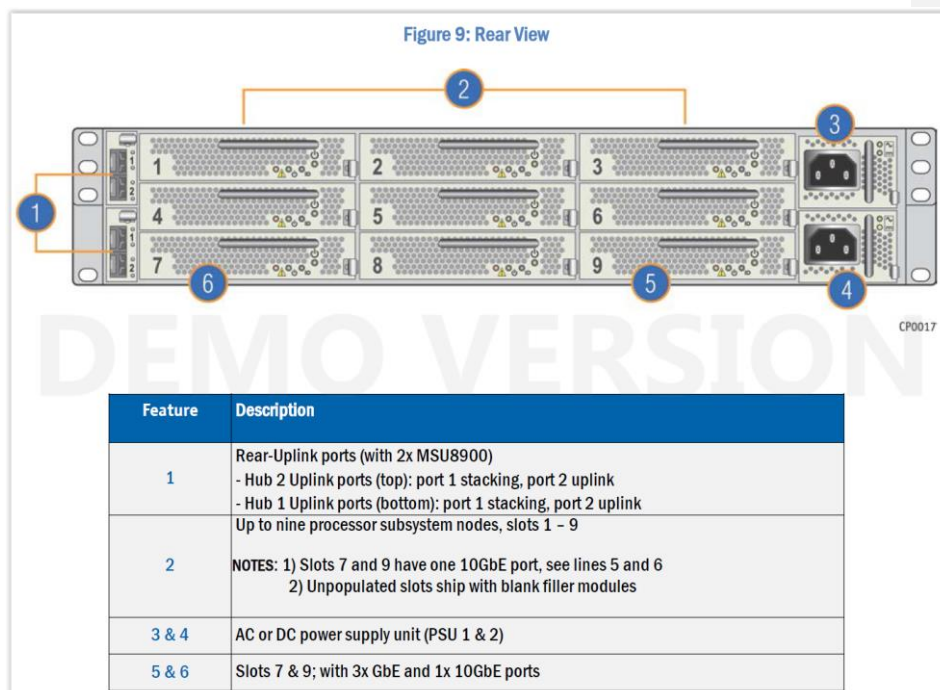 Figure 9: Rear View
2
3
1
1
2
3
1
2
1
4
5
6
1
2
7
8
9
6
5
4
CP0017
DEMO VERSION
Feature Description
1
Rear-Uplink ports (with 2x MSU8900)
- Hub 2 Uplink ports (top): port 1 stacking, port 2 uplink
- Hub 1 Uplink ports (bottom): port 1 stacking, port 2 uplink
2
Up to nine processor subsystem nodes, slots 1 – 9
NOTES: 1) Slots 7 and 9 have one 10GbE port, see lines 5 and 6
2) Unpopulated slots ship with blank filler modules
3 & 4 AC or DC power supply unit (PSU 1 & 2)
5 & 6 Slots 7 & 9; with 3x GbE and 1x 10GbE ports